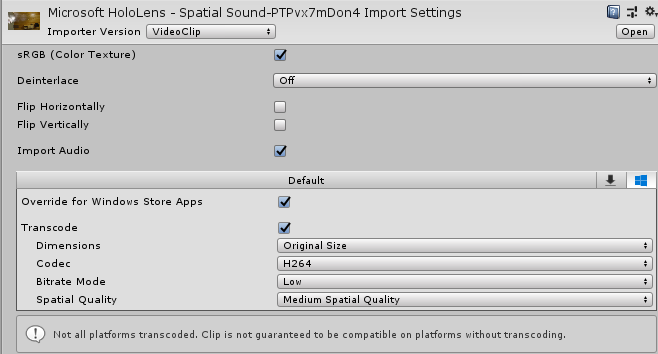 Microsoft HoloLens - Spatial Sound-PTPvx7mDon4 Import Settings
Importer Version VideoClip Open
sRGB (Color Texture)
Deinterlace Off
Flip Horizontally
Flip Vertically
Import Audio
Default
Override for Windows Store Apps
Transcode
Dimensions Original Size
Codec H264
Bitrate Mode Low
Spatial Quality Medium Spatial Quality
Not all platforms transcoded. Clip is not guaranteed to be compatible on platforms without transcoding.